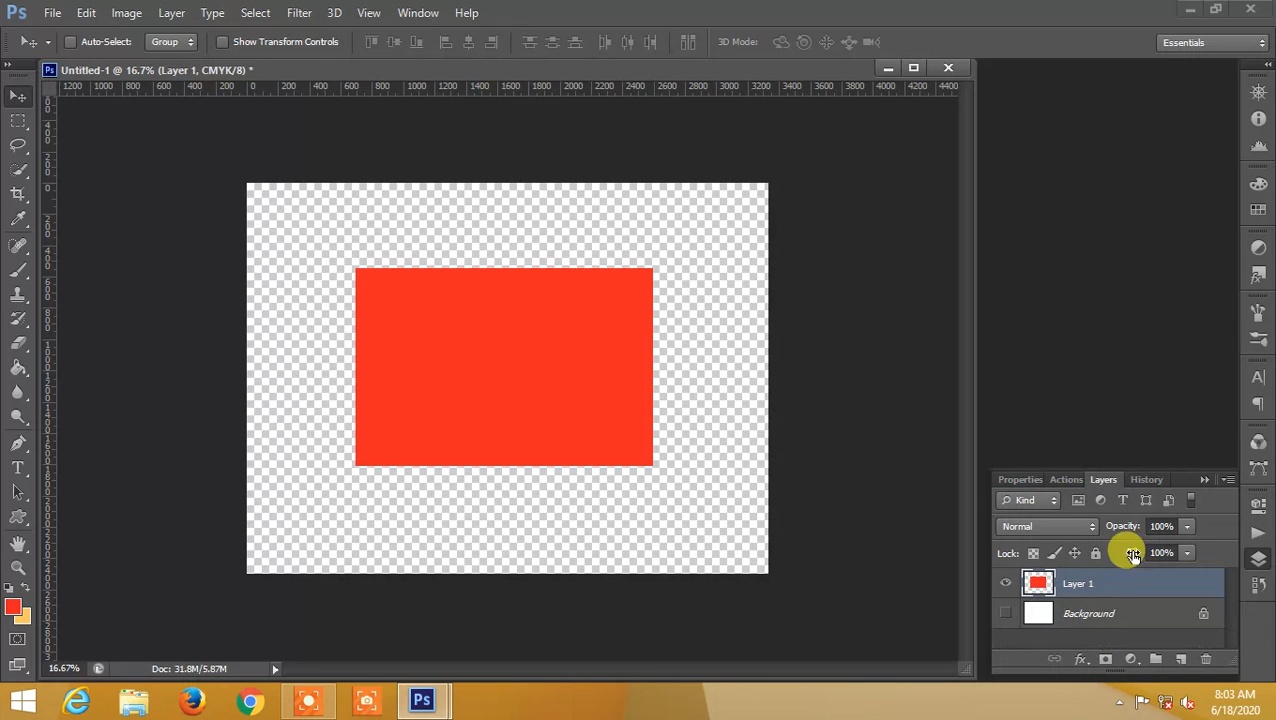 Ps File Edit Image Layer Type Select Filter 3D View Window Help
Auto-Select: Group Show Transform Controls 3D Mode: Essentials
Ps Untitled-1 @ 16.7% (Layer 1, CMYK/8) *
1200 1000 800 600 400 200 0 200 400 600 800 1000 1200 1400 1600 1800 2000 2200 2400 2600 2800 3000 3200 3400 3600 3800 4000 4200 4400
Properties Actions Layers History
Kind
Normal Opacity: 100%
Lock: 100%
Layer 1
Background
fx
16.67% Doc: 31.8M/5.87M
Ps
8:03 AM
6/18/2020